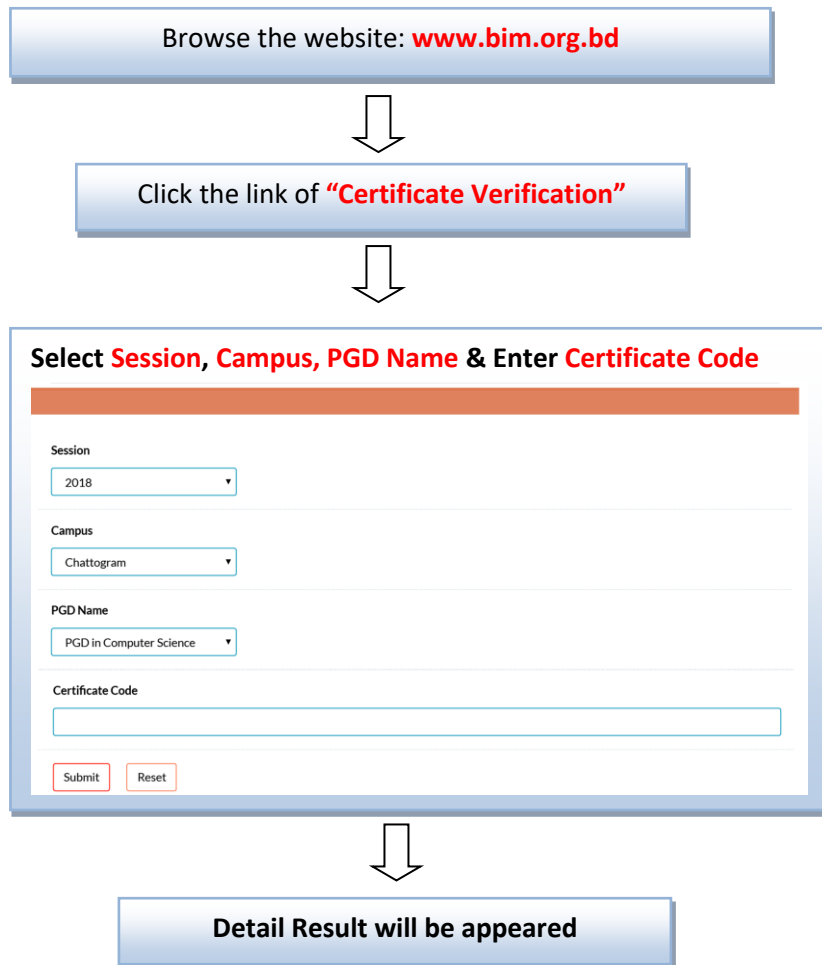 Browse the website: www.bim.org.bd
Click the link of “Certificate Verification”
Select Session, Campus, PGD Name & Enter Certificate Code
Session
2018
Campus
Chattogram
PGD Name
PGD in Computer Science
Certificate Code
Submit Reset
Detail Result will be appeared